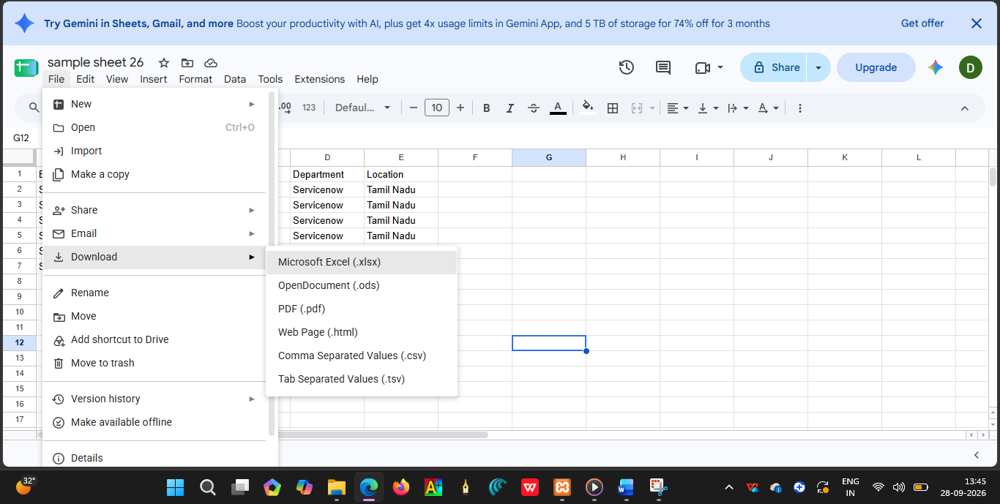 Try Gemini in Sheets, Gmail, and more Boost your productivity with AI, plus get 4x usage limits in Gemini App, and 5 TB of storage for 74% off for 3 months Get offer
sample sheet 26
File Edit View Insert Format Data Tools Extensions Help
Share Upgrade D
.00 123 Defaul... 10 B I A
G12
D E F G H I J K L
1 Department Location
2 Servicenow Tamil Nadu
3 Servicenow Tamil Nadu
4 Servicenow Tamil Nadu
5 Servicenow Tamil Nadu
6
7
8
9
10
11
12
13
14
15
16
17
New
Open Ctrl+O
Import
Make a copy
Share
Email
Download
Rename
Move
Add shortcut to Drive
Move to trash
Version history
Make available offline
Details
Microsoft Excel (.xlsx)
OpenDocument (.ods)
PDF (.pdf)
Web Page (.html)
Comma Separated Values (.csv)
Tab Separated Values (.tsv)
32°
ENG
IN
13:45
28-09-2026